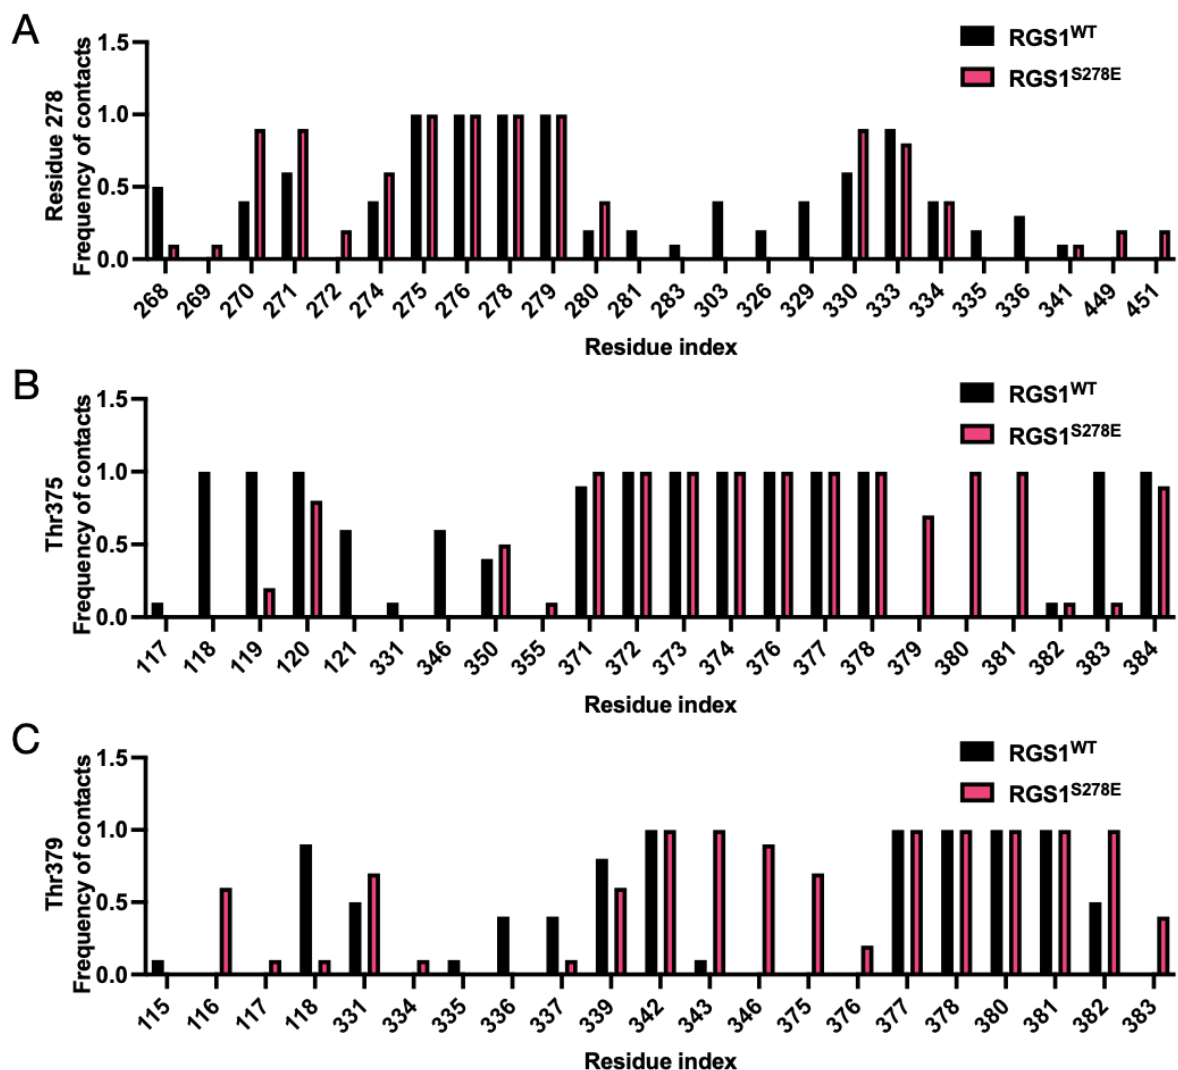 A
RGS1WT
RGS1S278E
Residue 278
Frequency of contacts
1.5
1.0
0.5
0.0
268 269 270 271 272 274 275 276 278 279 280 281 283 303 326 329 330 333 334 335 336 341 449 451
Residue index
B
RGS1WT
RGS1S278E
Thr375
Frequency of contacts
1.5
1.0
0.5
0.0
117 118 119 120 121 331 346 350 355 371 372 373 374 376 377 378 379 380 381 382 383 384
Residue index
C
RGS1WT
RGS1S278E
Thr379
Frequency of contacts
1.5
1.0
0.5
0.0
115 116 117 118 331 334 335 336 337 339 342 343 346 375 376 377 378 380 381 382 383
Residue index